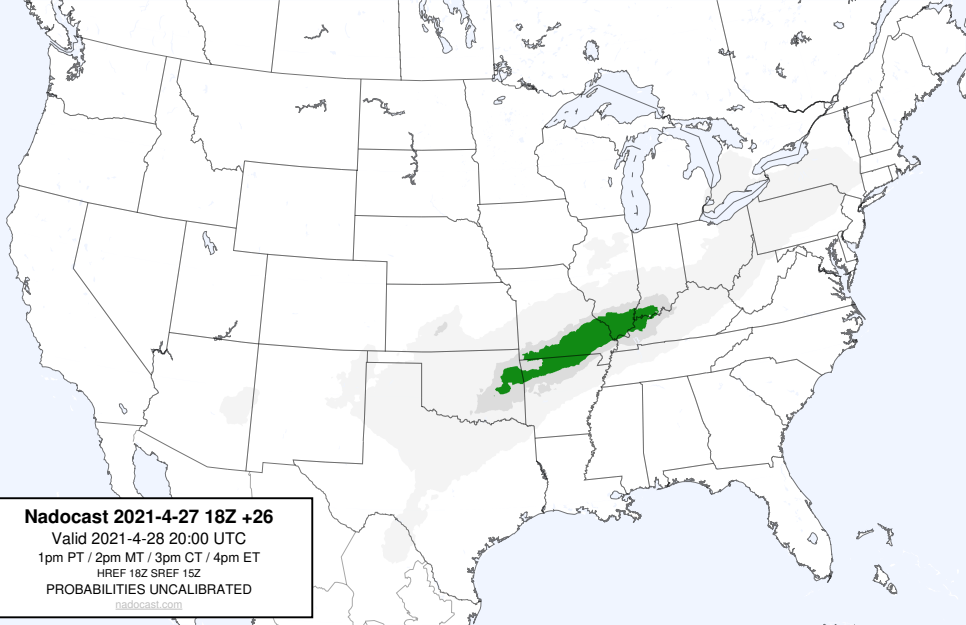 Nadocast 2021-4-27 18Z +26
Valid 2021-4-28 20:00 UTC
1pm PT / 2pm MT / 3pm CT / 4pm ET
HREF 18Z SREF 15Z
PROBABILITIES UNCALIBRATED
nadocast.com